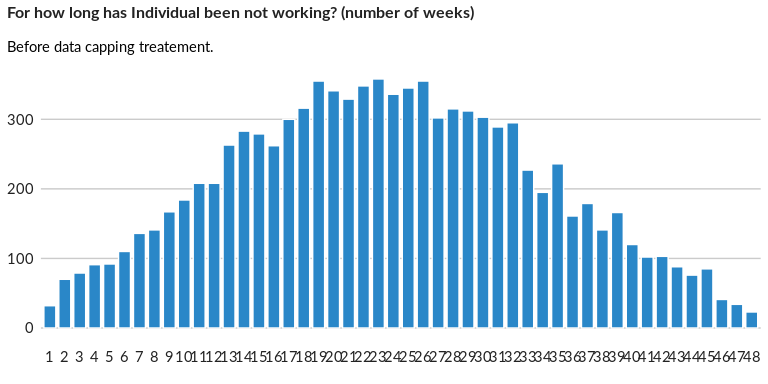 For how long has Individual been not working? (number of weeks)
Before data capping treatement.
300
200
100
0
1 2 3 4 5 6 7 8 9 10 11 12 13 14 15 16 17 18 19 20 21 22 23 24 25 26 27 28 29 30 31 32 33 34 35 36 37 38 39 40 41 42 43 44 45 46 47 48